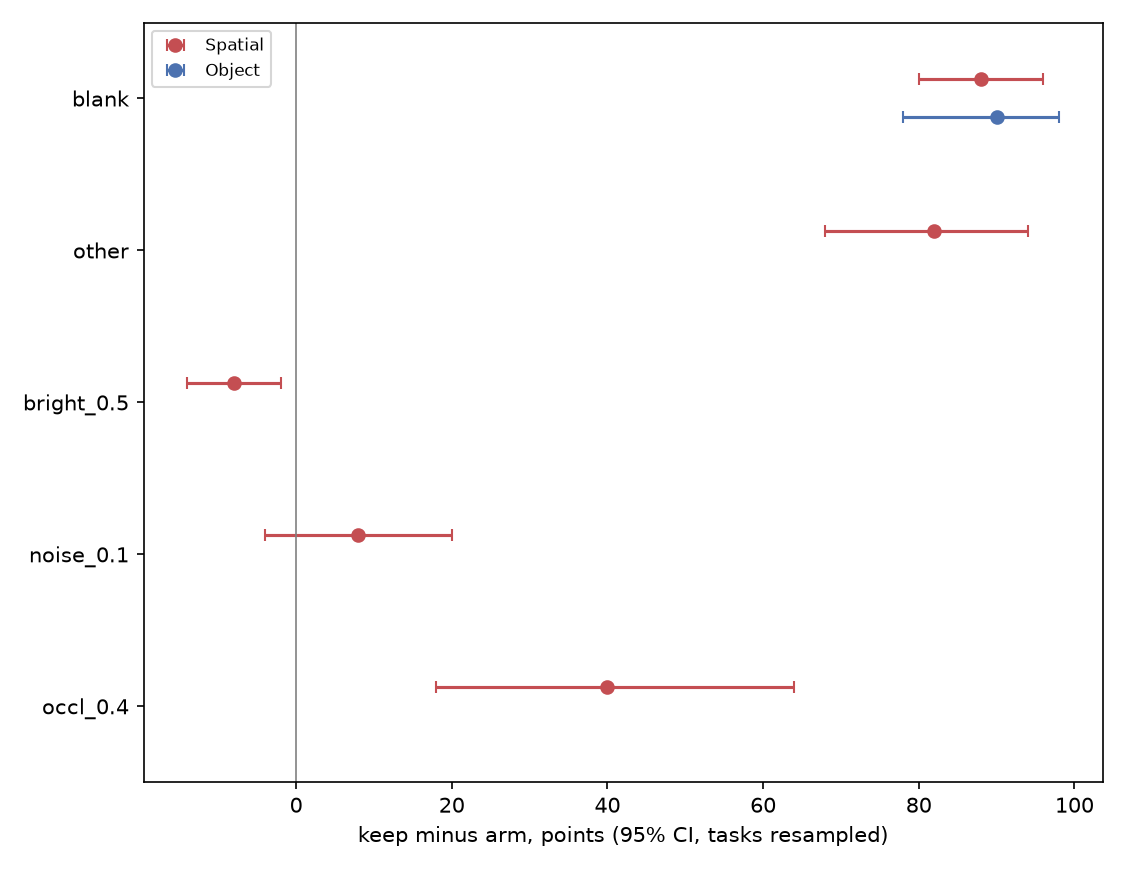 Spatial
Object
blank
other
bright_0.5
noise_0.1
occl_0.4
0 20 40 60 80 100
keep minus arm, points (95% CI, tasks resampled)